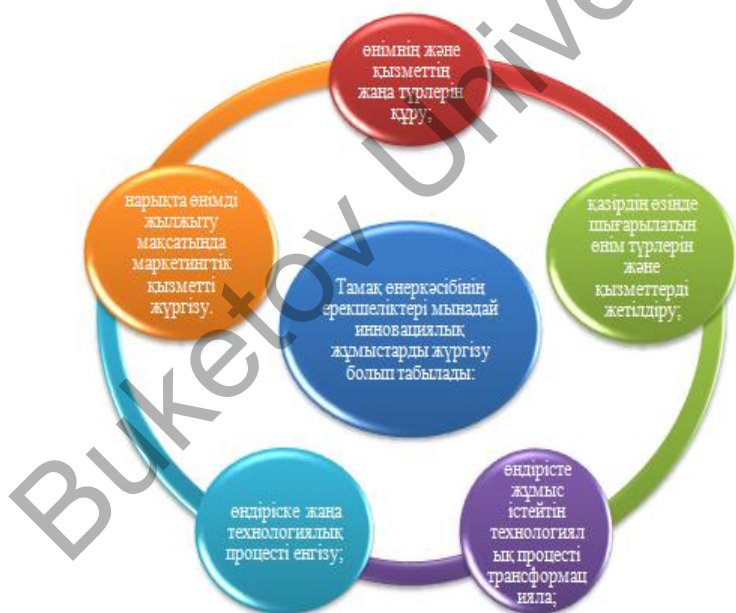 өнімнің және
қызметтің
жаңа түрлерін
құру;
қазірдің өзінде
шығарылатын
өнім түрлерін
және
қызметтерді
жетілдіру;
өндірісте
жұмыс
істейтін
технологиял
ық процесті
трансформац
ияла;
өндіріске жаңа
технологиялық
процесті енгізу;
нарықта өнімді
жылжыту
мақсатында
маркетингтік
қызметті
жүргізу.
Тамақ өнеркәсібінің
ерекшеліктері мынадай
инновациялық
жұмыстарды жүргізу
болып табылады:
Buketov Unive